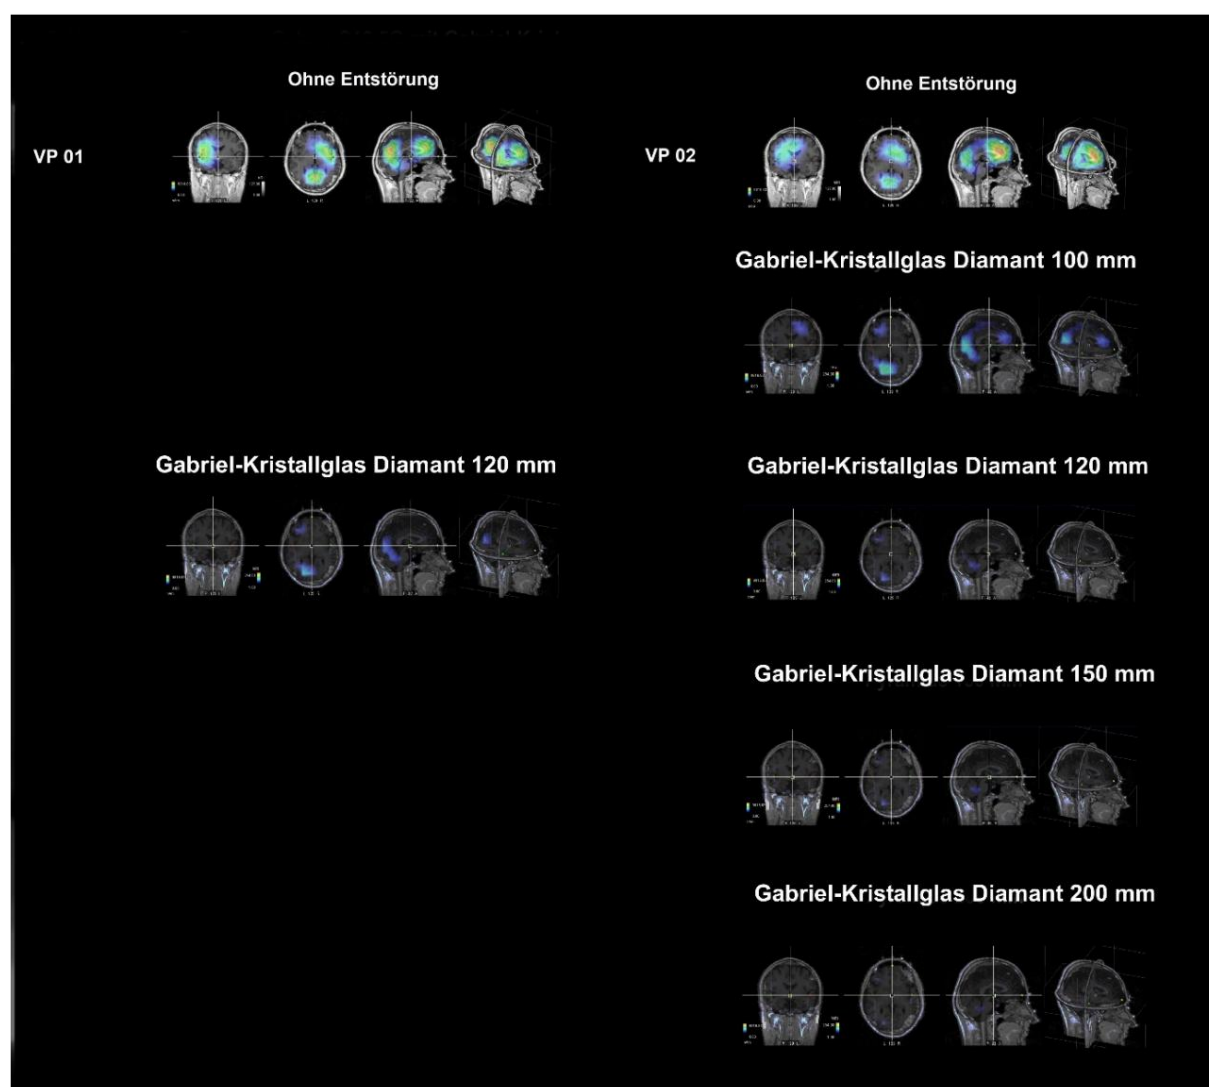 Ohne Entstörung
Ohne Entstörung
VP 01
VP 02
Gabriel-Kristallglas Diamant 100 mm
Gabriel-Kristallglas Diamant 120 mm
Gabriel-Kristallglas Diamant 120 mm
Gabriel-Kristallglas Diamant 150 mm
Gabriel-Kristallglas Diamant 200 mm